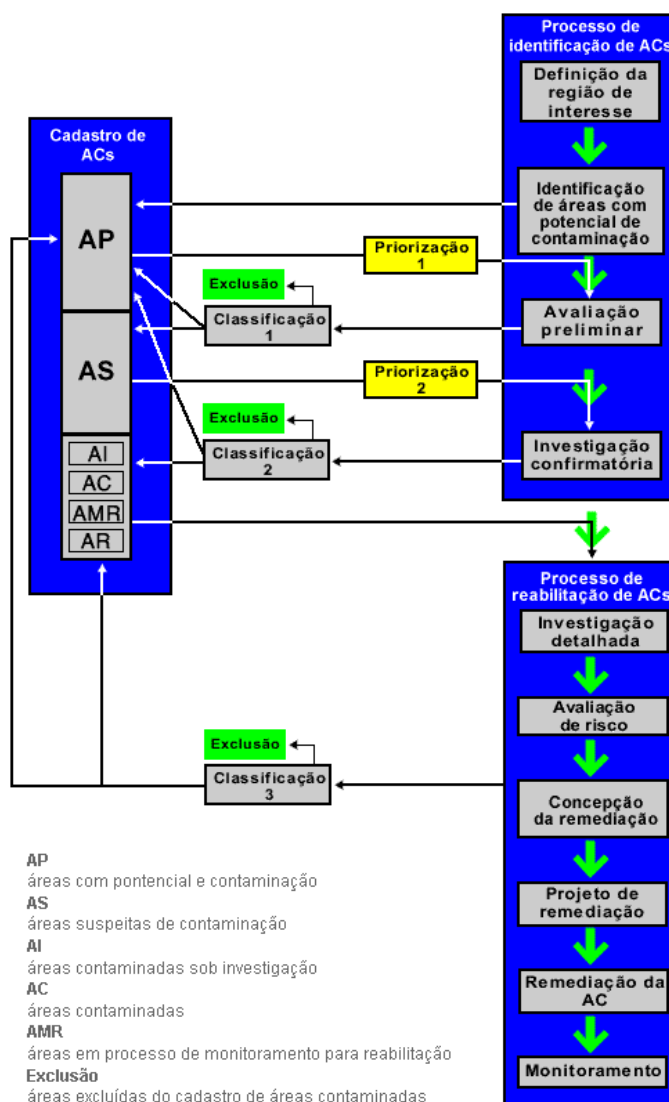 Processo de
identificação de ACs
Definição da
região de
interesse
Cadastro de
ACs
Identificação
de áreas com
potencial de
contaminação
AP
Priorização
1
Exclusão
Classificação
1
Avaliação
preliminar
AS
Priorização
2
Exclusão
Classificação
2
Investigação
confirmatória
AI
AC
AMR
AR
Processo de
reabilitação de ACs
Investigação
detalhada
Avaliação
de risco
Exclusão
Classificação
3
Concepção
da remediação
Projeto de
remediação
Remediação da
AC
Monitoramento
AP
áreas com pontencial e contaminação
AS
áreas suspeitas de contaminação
AI
áreas contaminadas sob investigação
AC
áreas contaminadas
AMR
áreas em processo de monitoramento para reabilitação
Exclusão
áreas excluídas do cadastro de áreas contaminadas